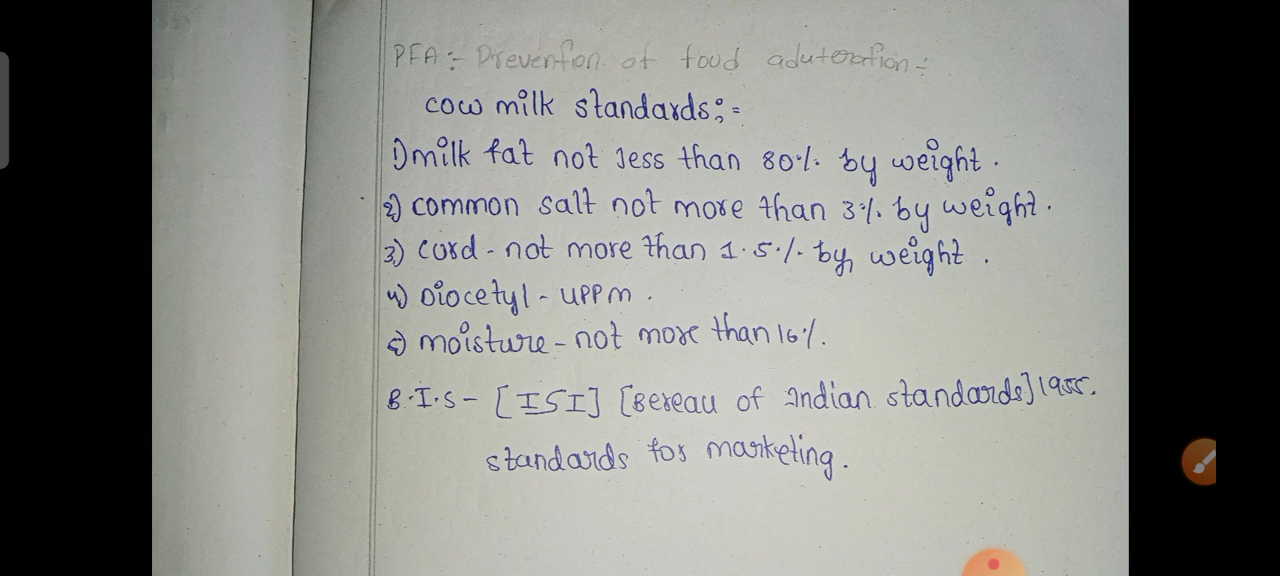 PFA :- Prevention of food aduteration :-
cow milk standards :=
1) milk fat not less than 80% by weight.
2) common salt not more than 3% by weight.
3) curd - not more than 1.5% by, weight.
4) Diocetyl - 4PPm.
5) moisture - not more than 16%.
B.I.S - [ISI] [Bereau of Indian standards] 1955.
standards for marketing.